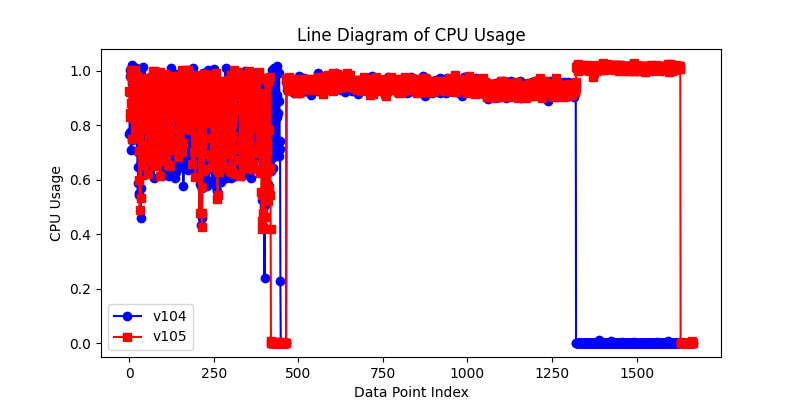 Line Diagram of CPU Usage
CPU Usage
1.0
0.8
0.6
0.4
0.2
0.0
v104
v105
0 250 500 750 1000 1250 1500
Data Point Index